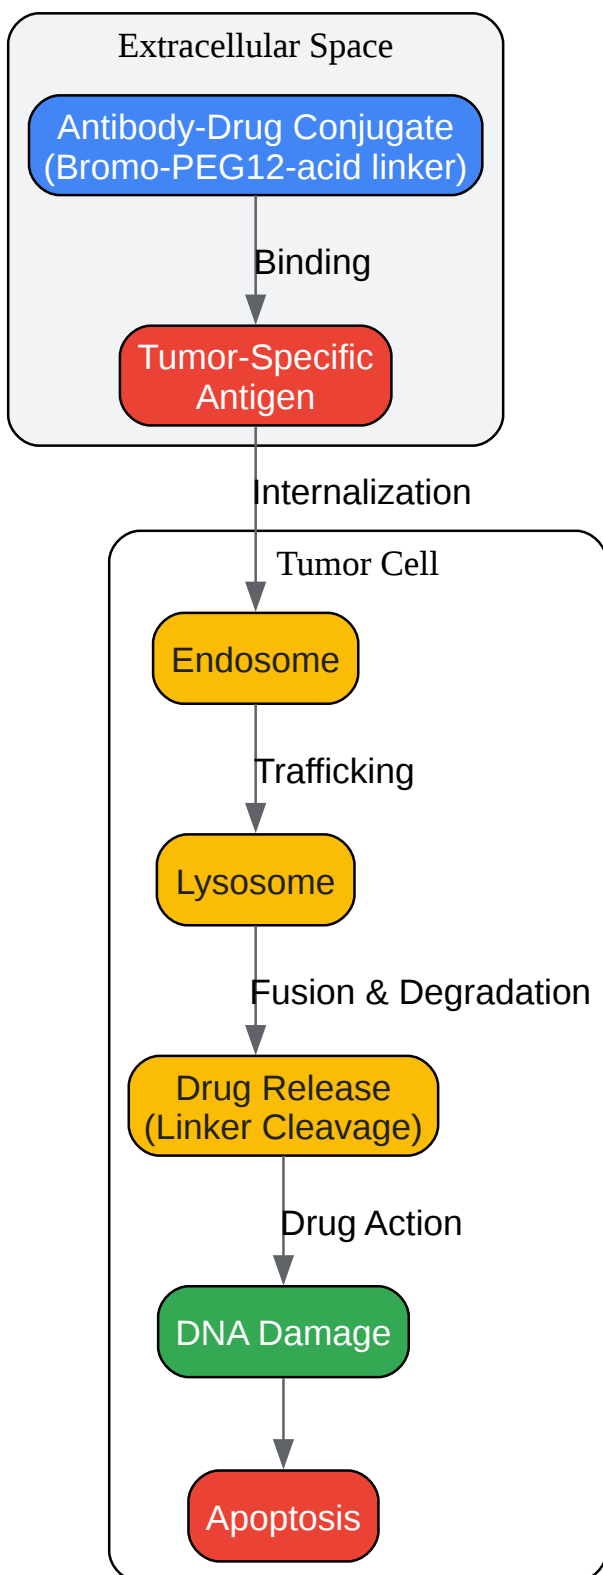 Extracellular Space
Antibody-Drug Conjugate
(Bromo-PEG12-acid linker)
Binding
Tumor-Specific
Antigen
Internalization
Tumor Cell
Endosome
Trafficking
Lysosome
Fusion & Degradation
Drug Release
(Linker Cleavage)
Drug Action
DNA Damage
Apoptosis